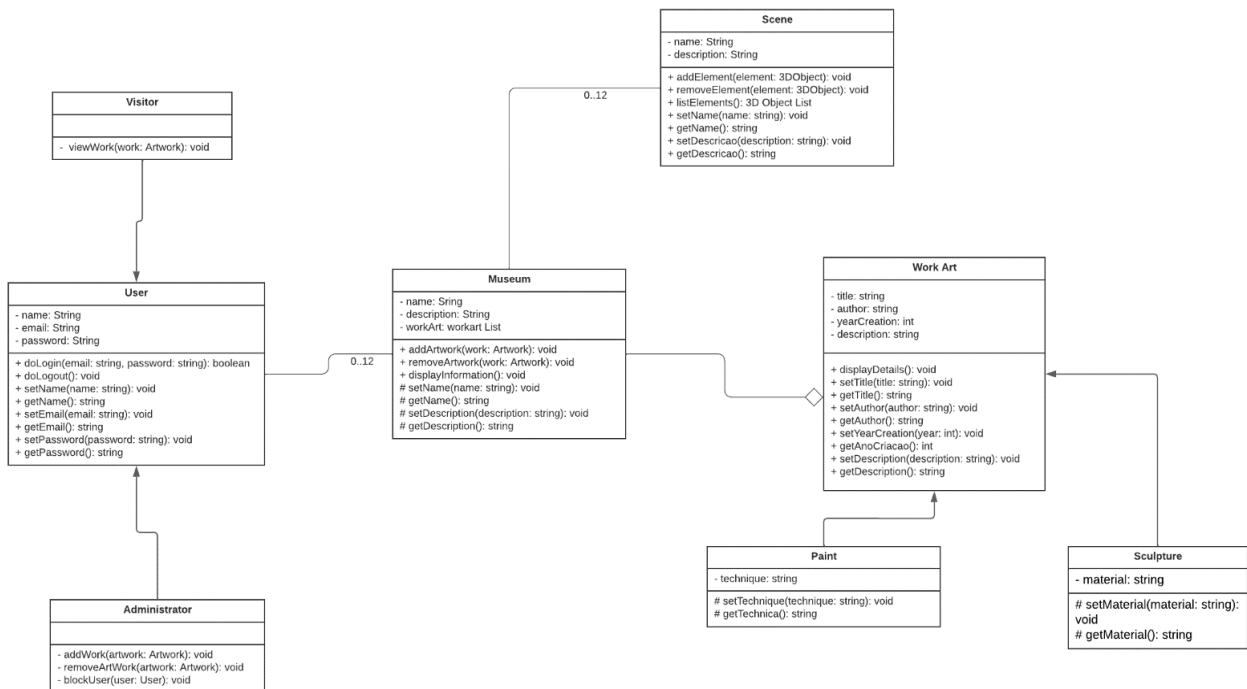 Scene
- name: String
- description: String
+ addElement(element: 3DObject): void
+ removeElement(element: 3DObject): void
+ listElements(): 3D Object List
+ setName(name: string): void
+ getName(): string
+ setDescricao(description: string): void
+ getDescricao(): string
0..12
Visitor
- viewWork(work: Artwork): void
User
- name: String
- email: String
- password: String
+ doLogin(email: string, password: string): boolean
+ doLogout(): void
+ setName(name: string): void
+ getName(): string
+ setEmail(email: string): void
+ getEmail(): string
+ setPassword(password: string): void
+ getPassword(): string
0..12
Museum
- name: Sring
- description: String
- workArt: workart List
+ addArtwork(work: Artwork): void
+ removeArtwork(work: Artwork): void
+ displayInformation(): void
# setName(name: string): void
# getName(): string
# setDescription(description: string): void
# getDescription(): string
Work Art
- title: string
- author: string
- yearCreation: int
- description: string
+ displayDetails(): void
+ setTitle(title: string): void
+ getTitle(): string
+ setAuthor(author: string): void
+ getAuthor(): string
+ setYearCreation(year: int): void
+ getAnoCriacao(): int
+ setDescription(description: string): void
+ getDescription(): string
Administrator
- addWork(artwork: Artwork): void
- removeArtWork(artwork: Artwork): void
- blockUser(user: User): void
Paint
- technique: string
# setTechnique(technique: string): void
# getTechnica(): string
Sculpture
- material: string
# setMaterial(material: string):
void
# getMaterial(): string